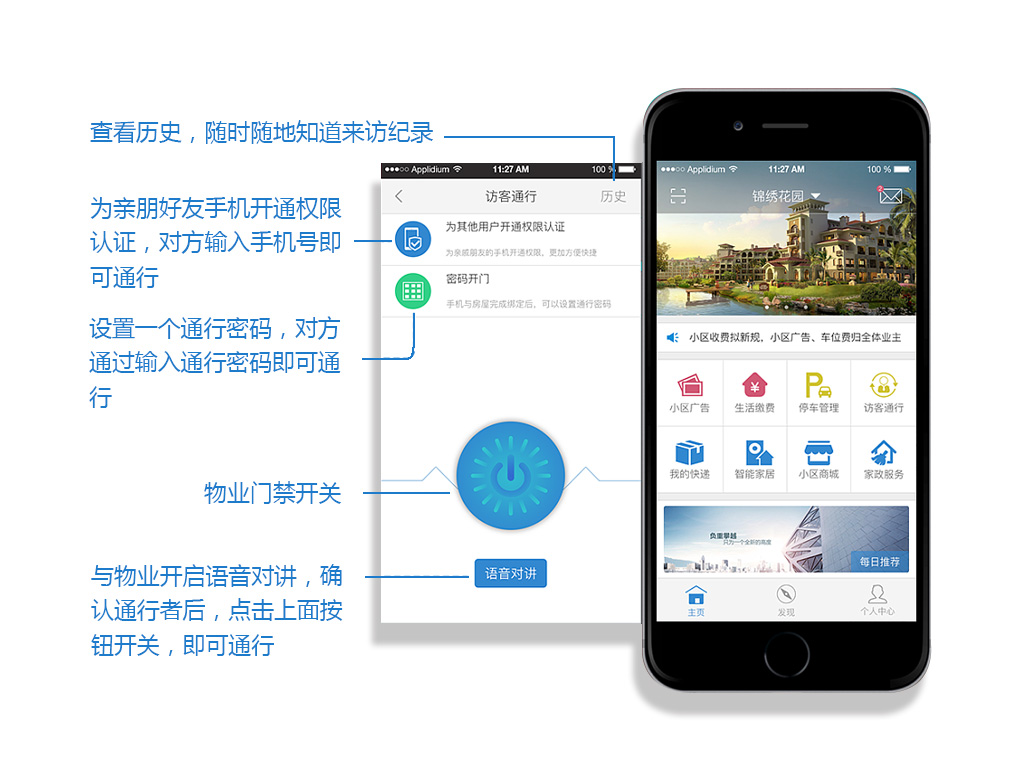 查看历史，随时随地知道来访纪录
为亲朋好友手机开通权限
认证，对方输入手机号即
可通行
设置一个通行密码，对方
通过输入通行密码即可通
行
物业门禁开关
与物业开启语音对讲，确
认通行者后，点击上面按
钮开关，即可通行
Applidium 11:27 AM 100 %
访客通行 历史
为其他用户开通权限认证
为亲戚朋友的手机开通权限，更加方便快捷
密码开门
手机与房屋完成绑定后，可以设置通行密码
语音对讲
Applidium 11:27 AM 100 %
锦绣花园 2
小区收费拟新规，小区广告、车位费归全体业主
小区广告 生活缴费 停车管理 访客通行
我的快递 智能家居 小区商城 家政服务
负重攀越
只为一个全新的高度
每日推荐
主页 发现 个人中心